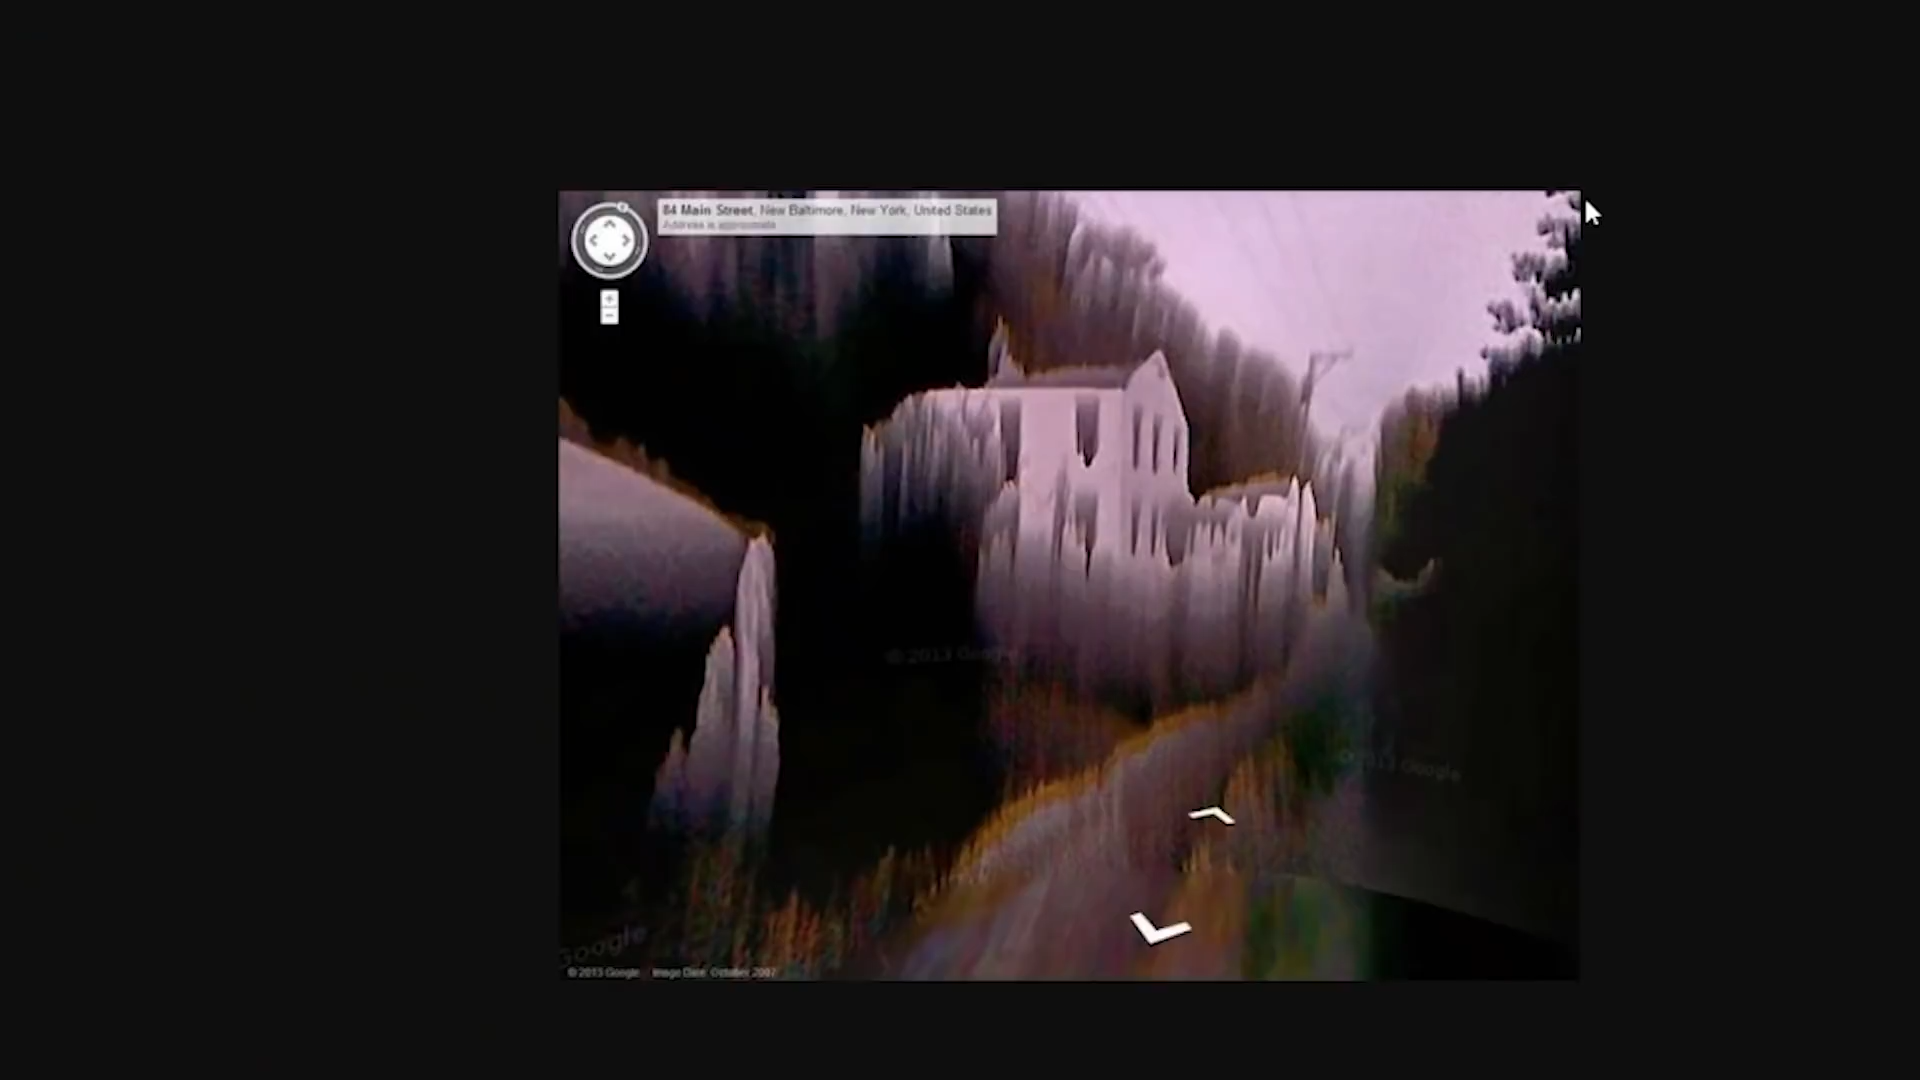 84 Main Street, New Baltimore, New York, United States
Address is approximate
© 2013 Google
© 2013 Google
Google
© 2013 Google Image Date: October 2007